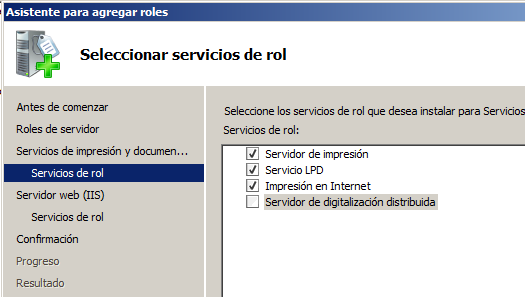 Asistente para agregar roles
Seleccionar servicios de rol
Antes de comenzar
Roles de servidor
Servicios de impresión y documen...
Servicios de rol
Servidor web (IIS)
Servicios de rol
Confirmación
Progreso
Resultado
Seleccione los servicios de rol que desea instalar para Servicios
Servicios de rol:
Servidor de impresión
Servicio LPD
Impresión en Internet
Servidor de digitalización distribuida